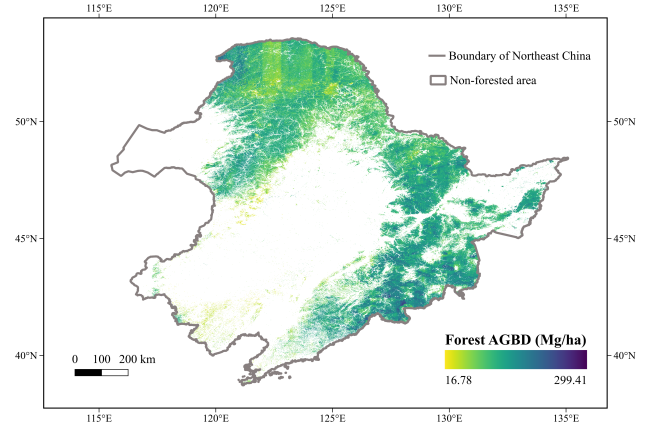 115°E 120°E 125°E 130°E 135°E
Boundary of Northeast China
Non-forested area
50°N 50°N
45°N 45°N
Forest AGBD (Mg/ha)
40°N 0 100 200 km 40°N
16.78 299.41
115°E 120°E 125°E 130°E 135°E